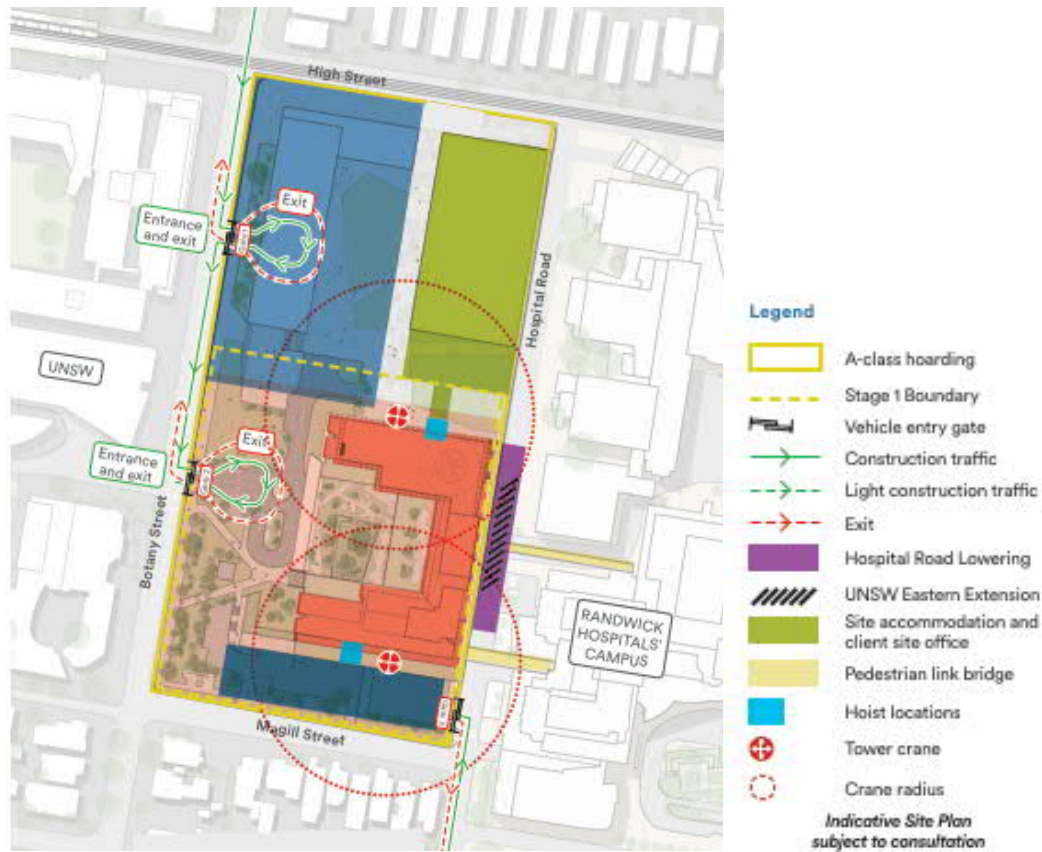 High Street
Exit
Entrance
and exit
Hospital Road
UNSW
Exit
Entrance
and exit
Botany Street
RANDWICK
HOSPITALS'
CAMPUS
Magill Street
Legend
A-class hoarding
Stage 1 Boundary
Vehicle entry gate
Construction traffic
Light construction traffic
Exit
Hospital Road Lowering
UNSW Eastern Extension
Site accommodation and
client site office
Pedestrian link bridge
Hoist locations
Tower crane
Crane radius
Indicative Site Plan
subject to consultation